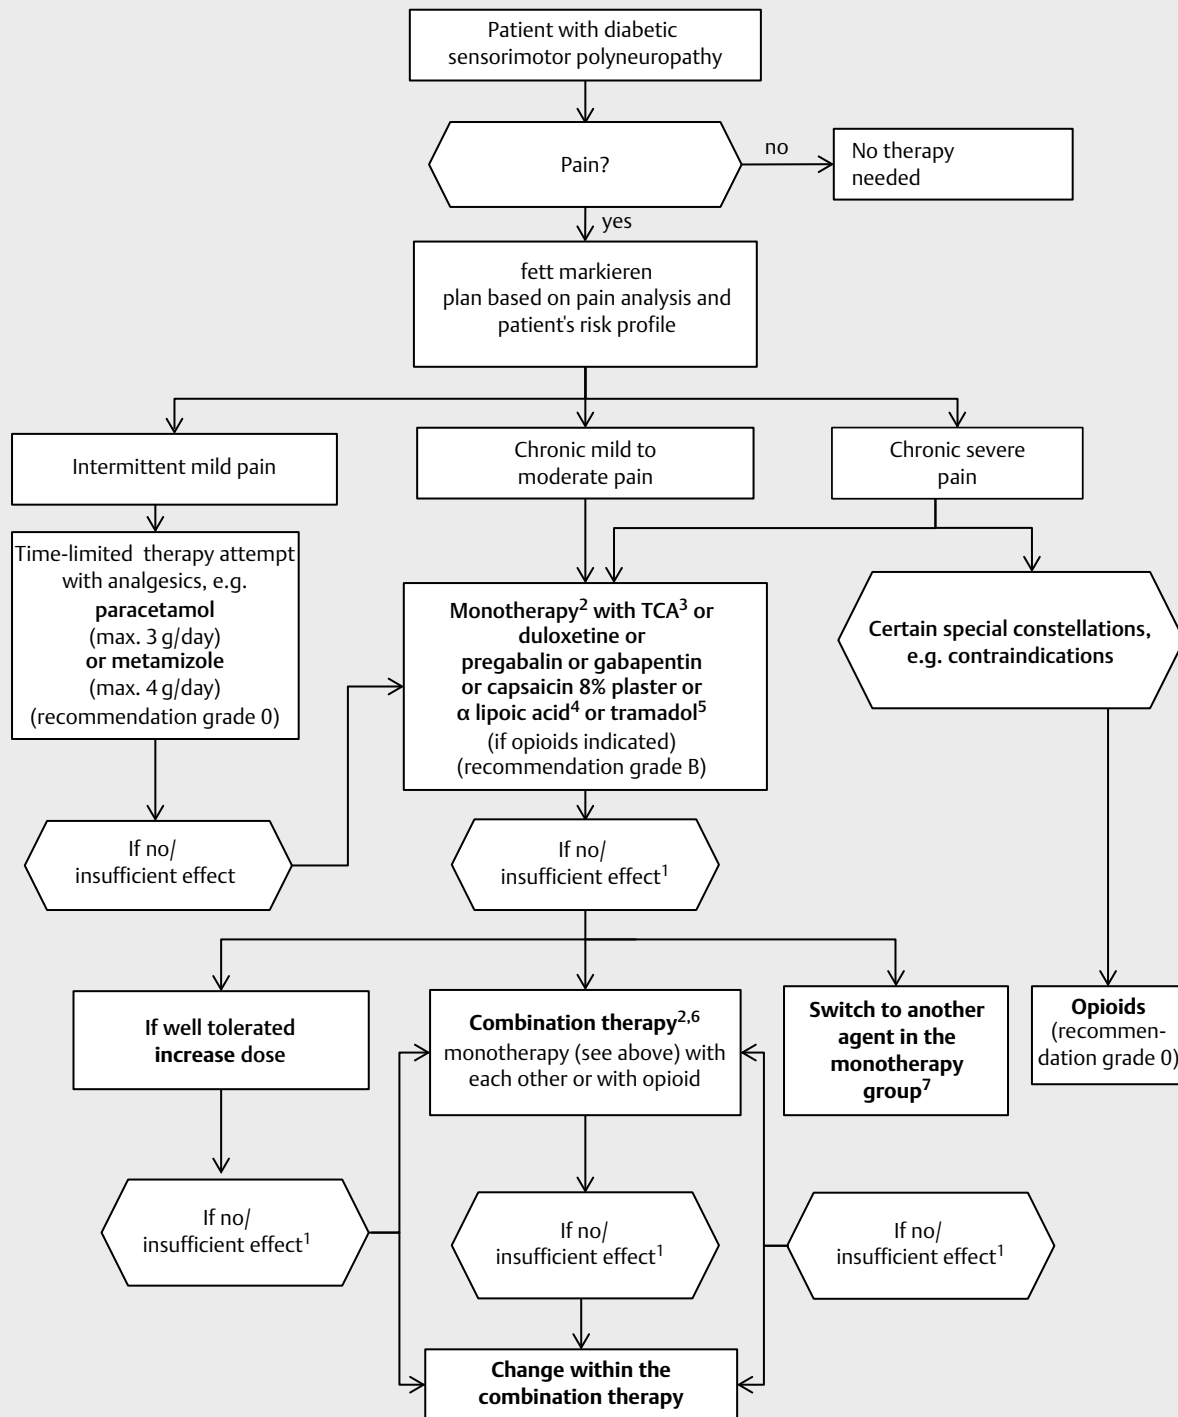 Patient with diabetic
sensorimotor polyneuropathy
Pain?
no
No therapy
needed
yes
fett markieren
plan based on pain analysis and
patient's risk profile
Intermittent mild pain
Chronic mild to
moderate pain
Chronic severe
pain
Time-limited therapy attempt
with analgesics, e.g.
paracetamol
(max. 3 g/day)
or metamizole
(max. 4 g/day)
(recommendation grade 0)
Monotherapy² with TCA³ or
duloxetine or
pregabalin or gabapentin
or capsaicin 8% plaster or
α lipoic acid⁴ or tramadol⁵
(if opioids indicated)
(recommendation grade B)
Certain special constellations,
e.g. contraindications
If no/
insufficient effect
If no/
insufficient effect¹
If well tolerated
increase dose
Combination therapy²,⁶
monotherapy (see above) with
each other or with opioid
Switch to another
agent in the
monotherapy
group⁷
Opioids
(recommen-
dation grade 0)
If no/
insufficient effect¹
If no/
insufficient effect¹
If no/
insufficient effect¹
Change within the
combination therapy